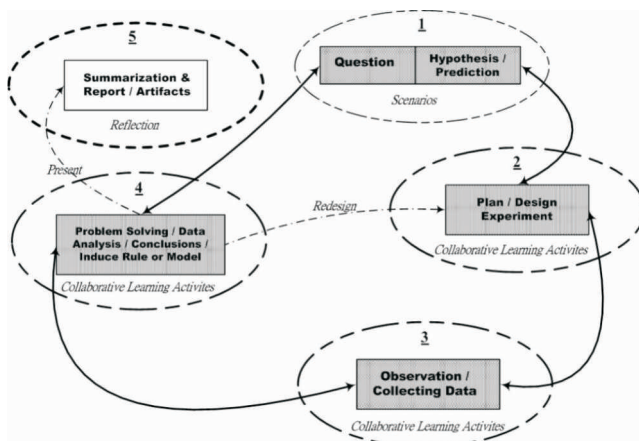 1
Question
Hypothesis /
Prediction
Scenarios
2
Plan / Design
Experiment
Collaborative Learning Activites
3
Observation /
Collecting Data
Collaborative Learning Activites
4
Problem Solving / Data
Analysis / Conclusions /
Induce Rule or Model
Collaborative Learning Activites
5
Summarization &
Report / Artifacts
Reflection
Present
Redesign